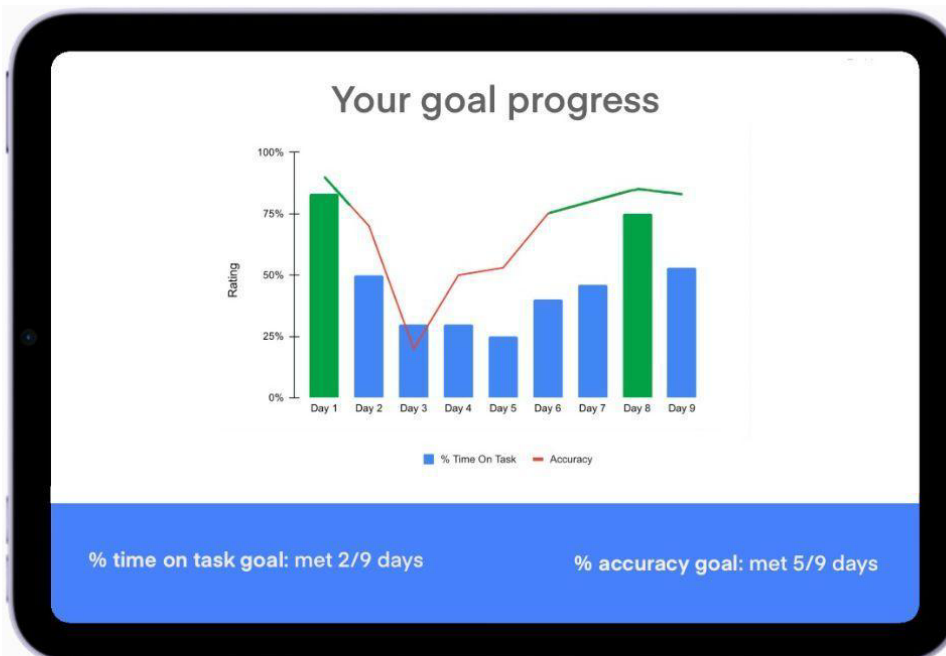 Your goal progress
100%
75%
50%
25%
0%
Rating
Day 1 Day 2 Day 3 Day 4 Day 5 Day 6 Day 7 Day 8 Day 9
% Time On Task Accuracy
% time on task goal: met 2/9 days
% accuracy goal: met 5/9 days